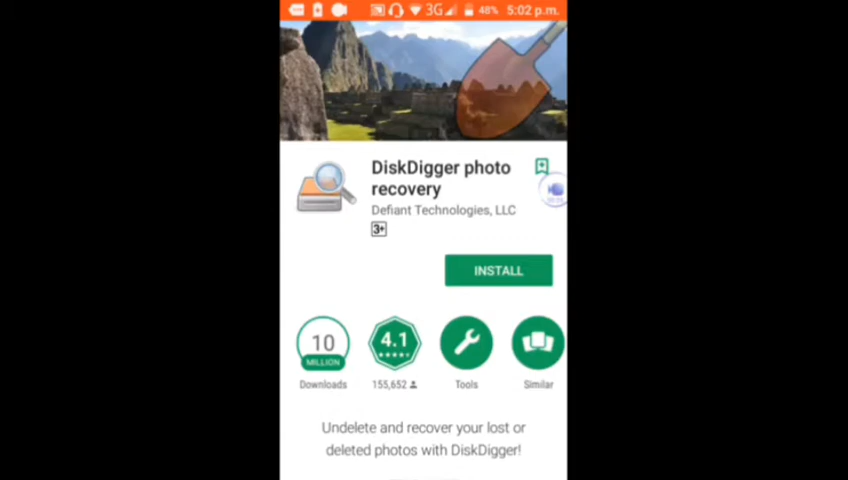 3G 48% 5:02 p.m.
DiskDigger photo
recovery
Defiant Technologies, LLC
3+
INSTALL
10
MILLION
4.1
Downloads
155,652
Tools
Similar
Undelete and recover your lost or
deleted photos with DiskDigger!